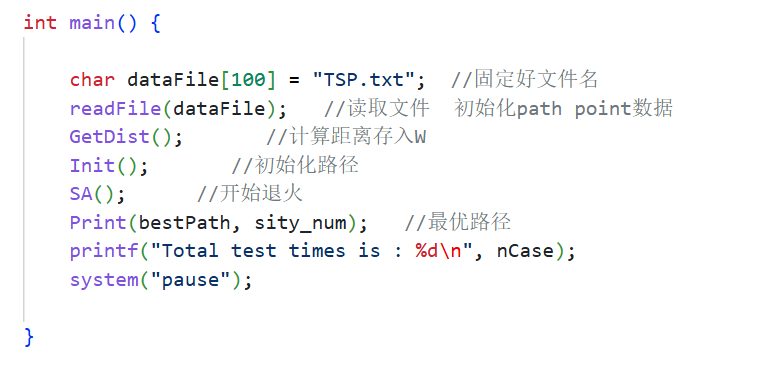 int main() {
char dataFile[100] = "TSP.txt";  //固定好文件名
readFile(dataFile);   //读取文件  初始化path point数据
GetDist();       //计算距离存入W
Init();       //初始化路径
SA();      //开始退火
Print(bestPath, sity_num);   //最优路径
printf("Total test times is : %d\n", nCase);
system("pause");
}